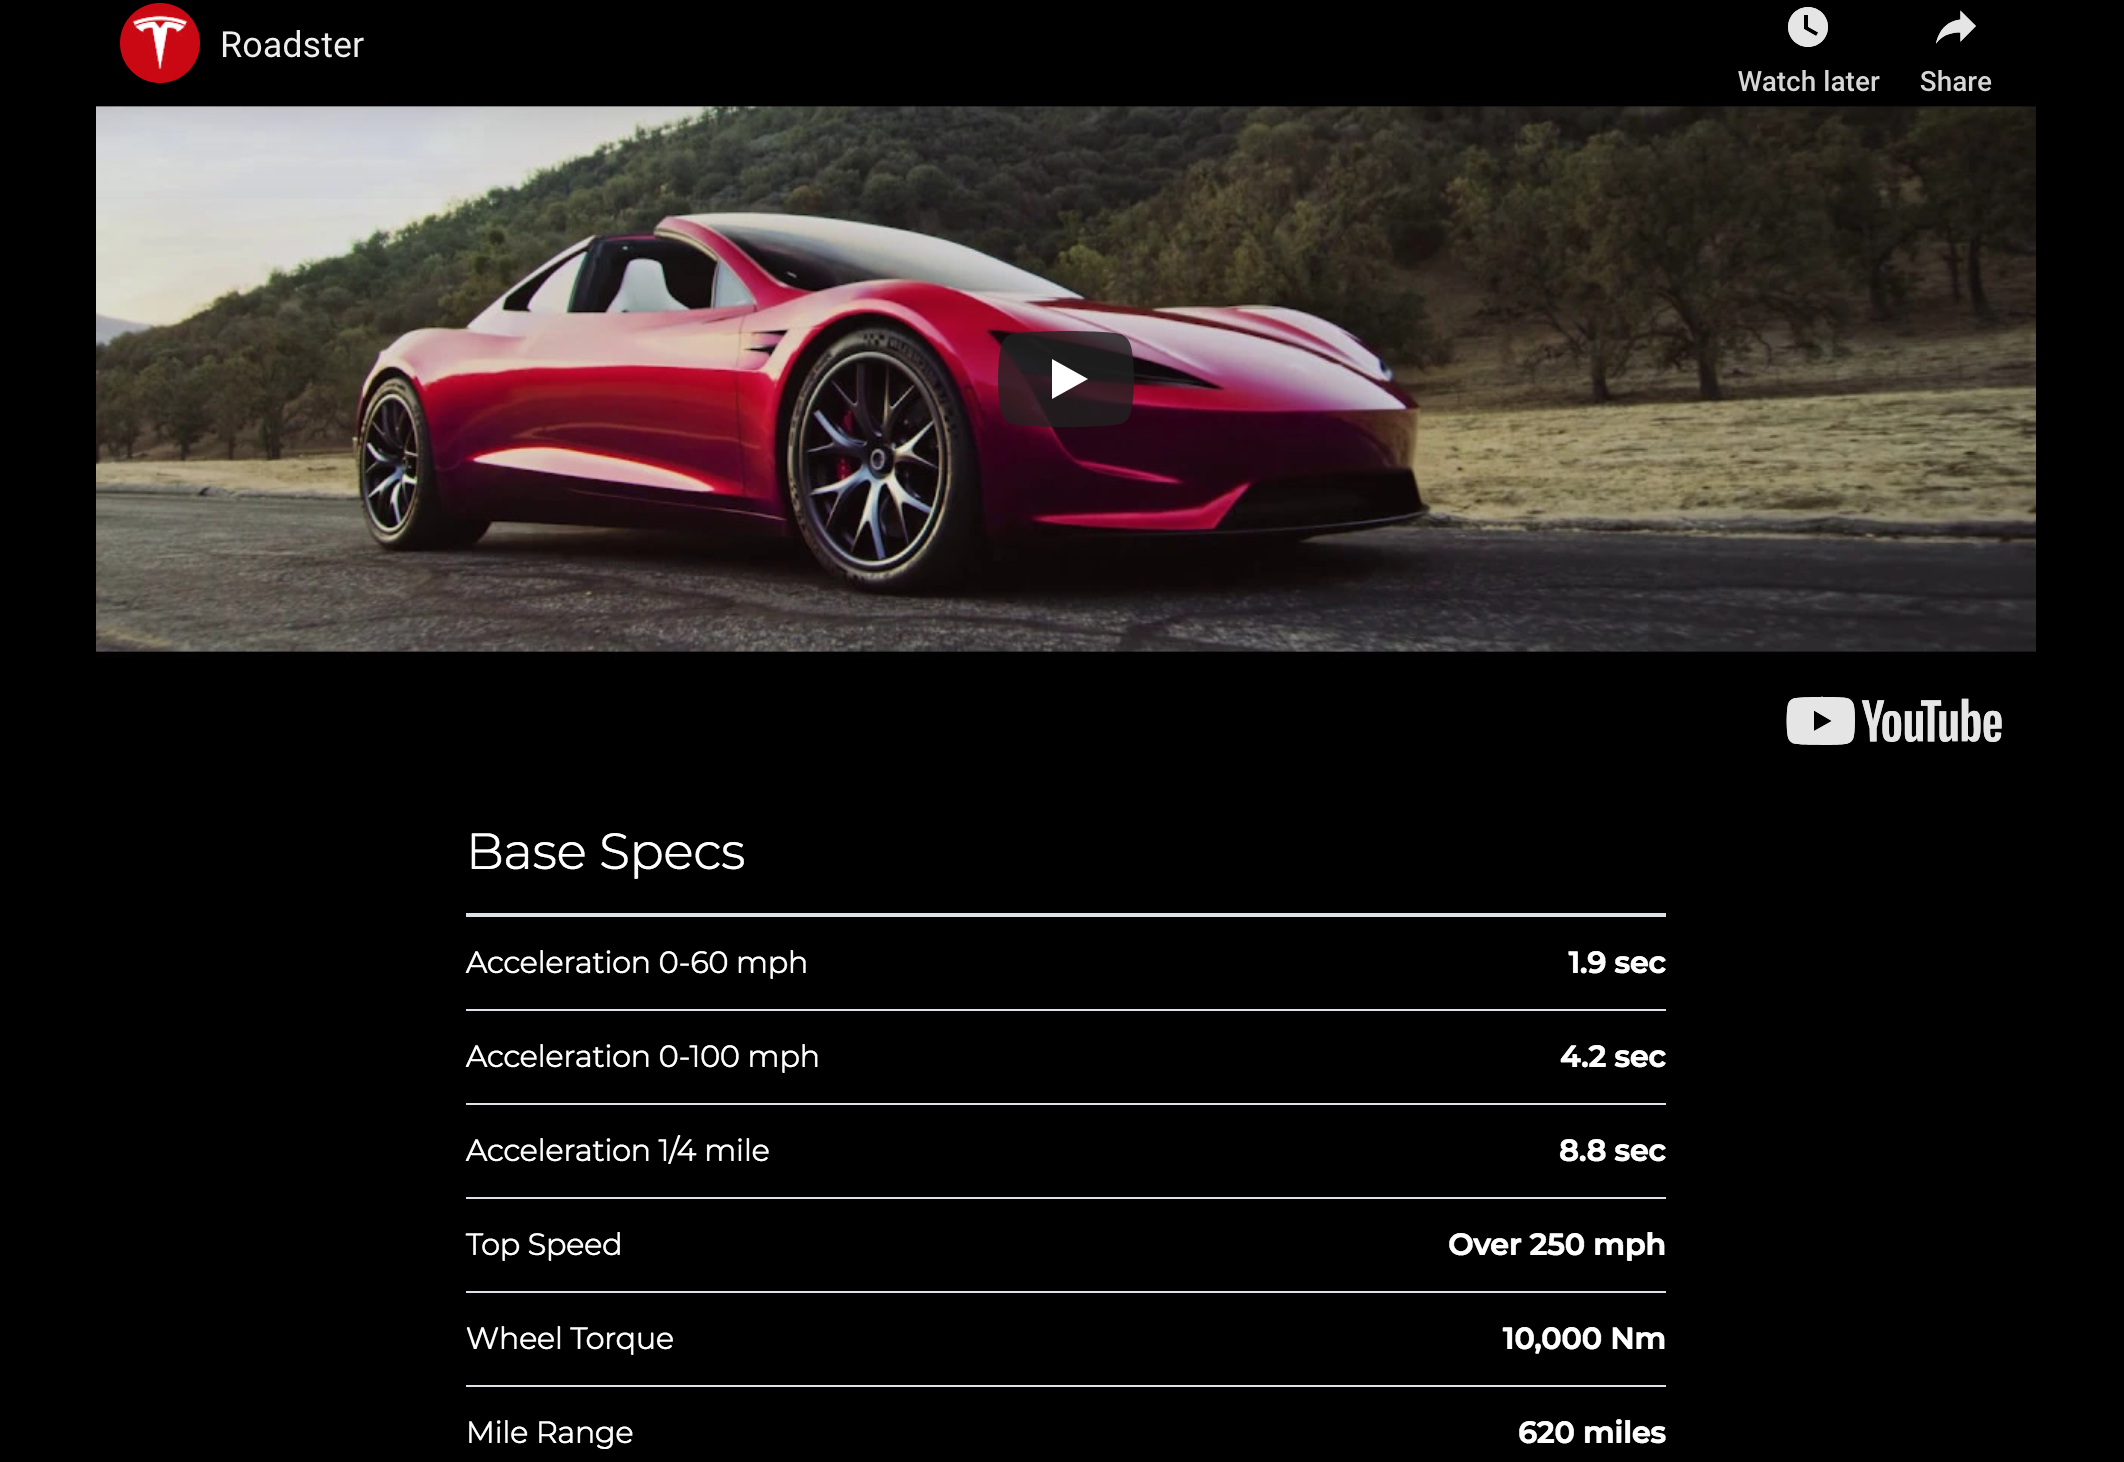 Roadster
Watch later
Share
YouTube
Base Specs
Acceleration 0-60 mph 1.9 sec
Acceleration 0-100 mph 4.2 sec
Acceleration 1/4 mile 8.8 sec
Top Speed Over 250 mph
Wheel Torque 10,000 Nm
Mile Range 620 miles